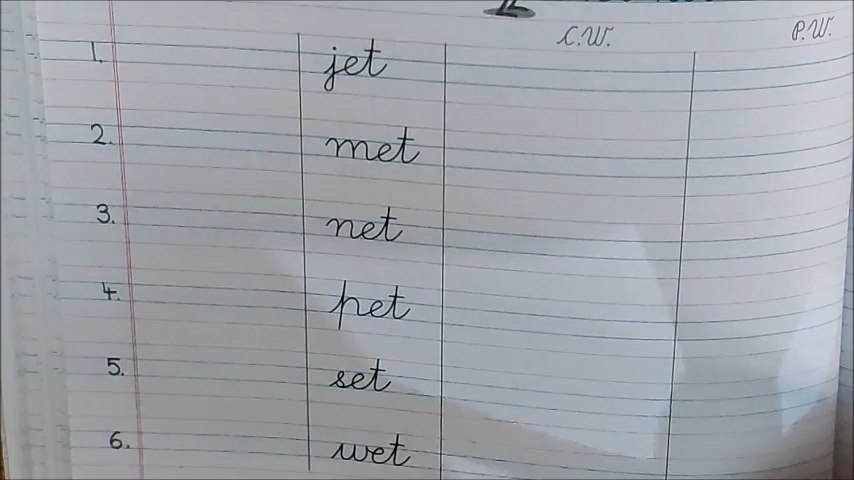 C.W. P.W.
1. jet
2. met
3. net
4. pet
5. set
6. wet